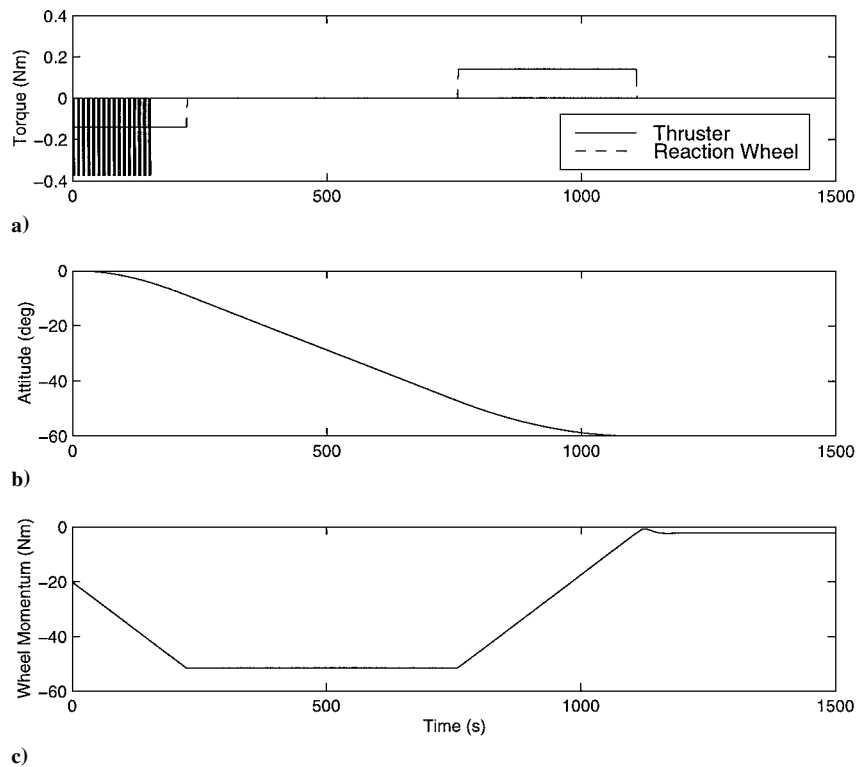 0.4
0.2
0
−0.2
−0.4
Torque (Nm)
Thruster
Reaction Wheel
0 500 1000 1500
a)
0
−20
−40
−60
Attitude (deg)
0 500 1000 1500
b)
0
−20
−40
−60
Wheel Momentum (Nm)
0 500 1000 1500
Time (s)
c)